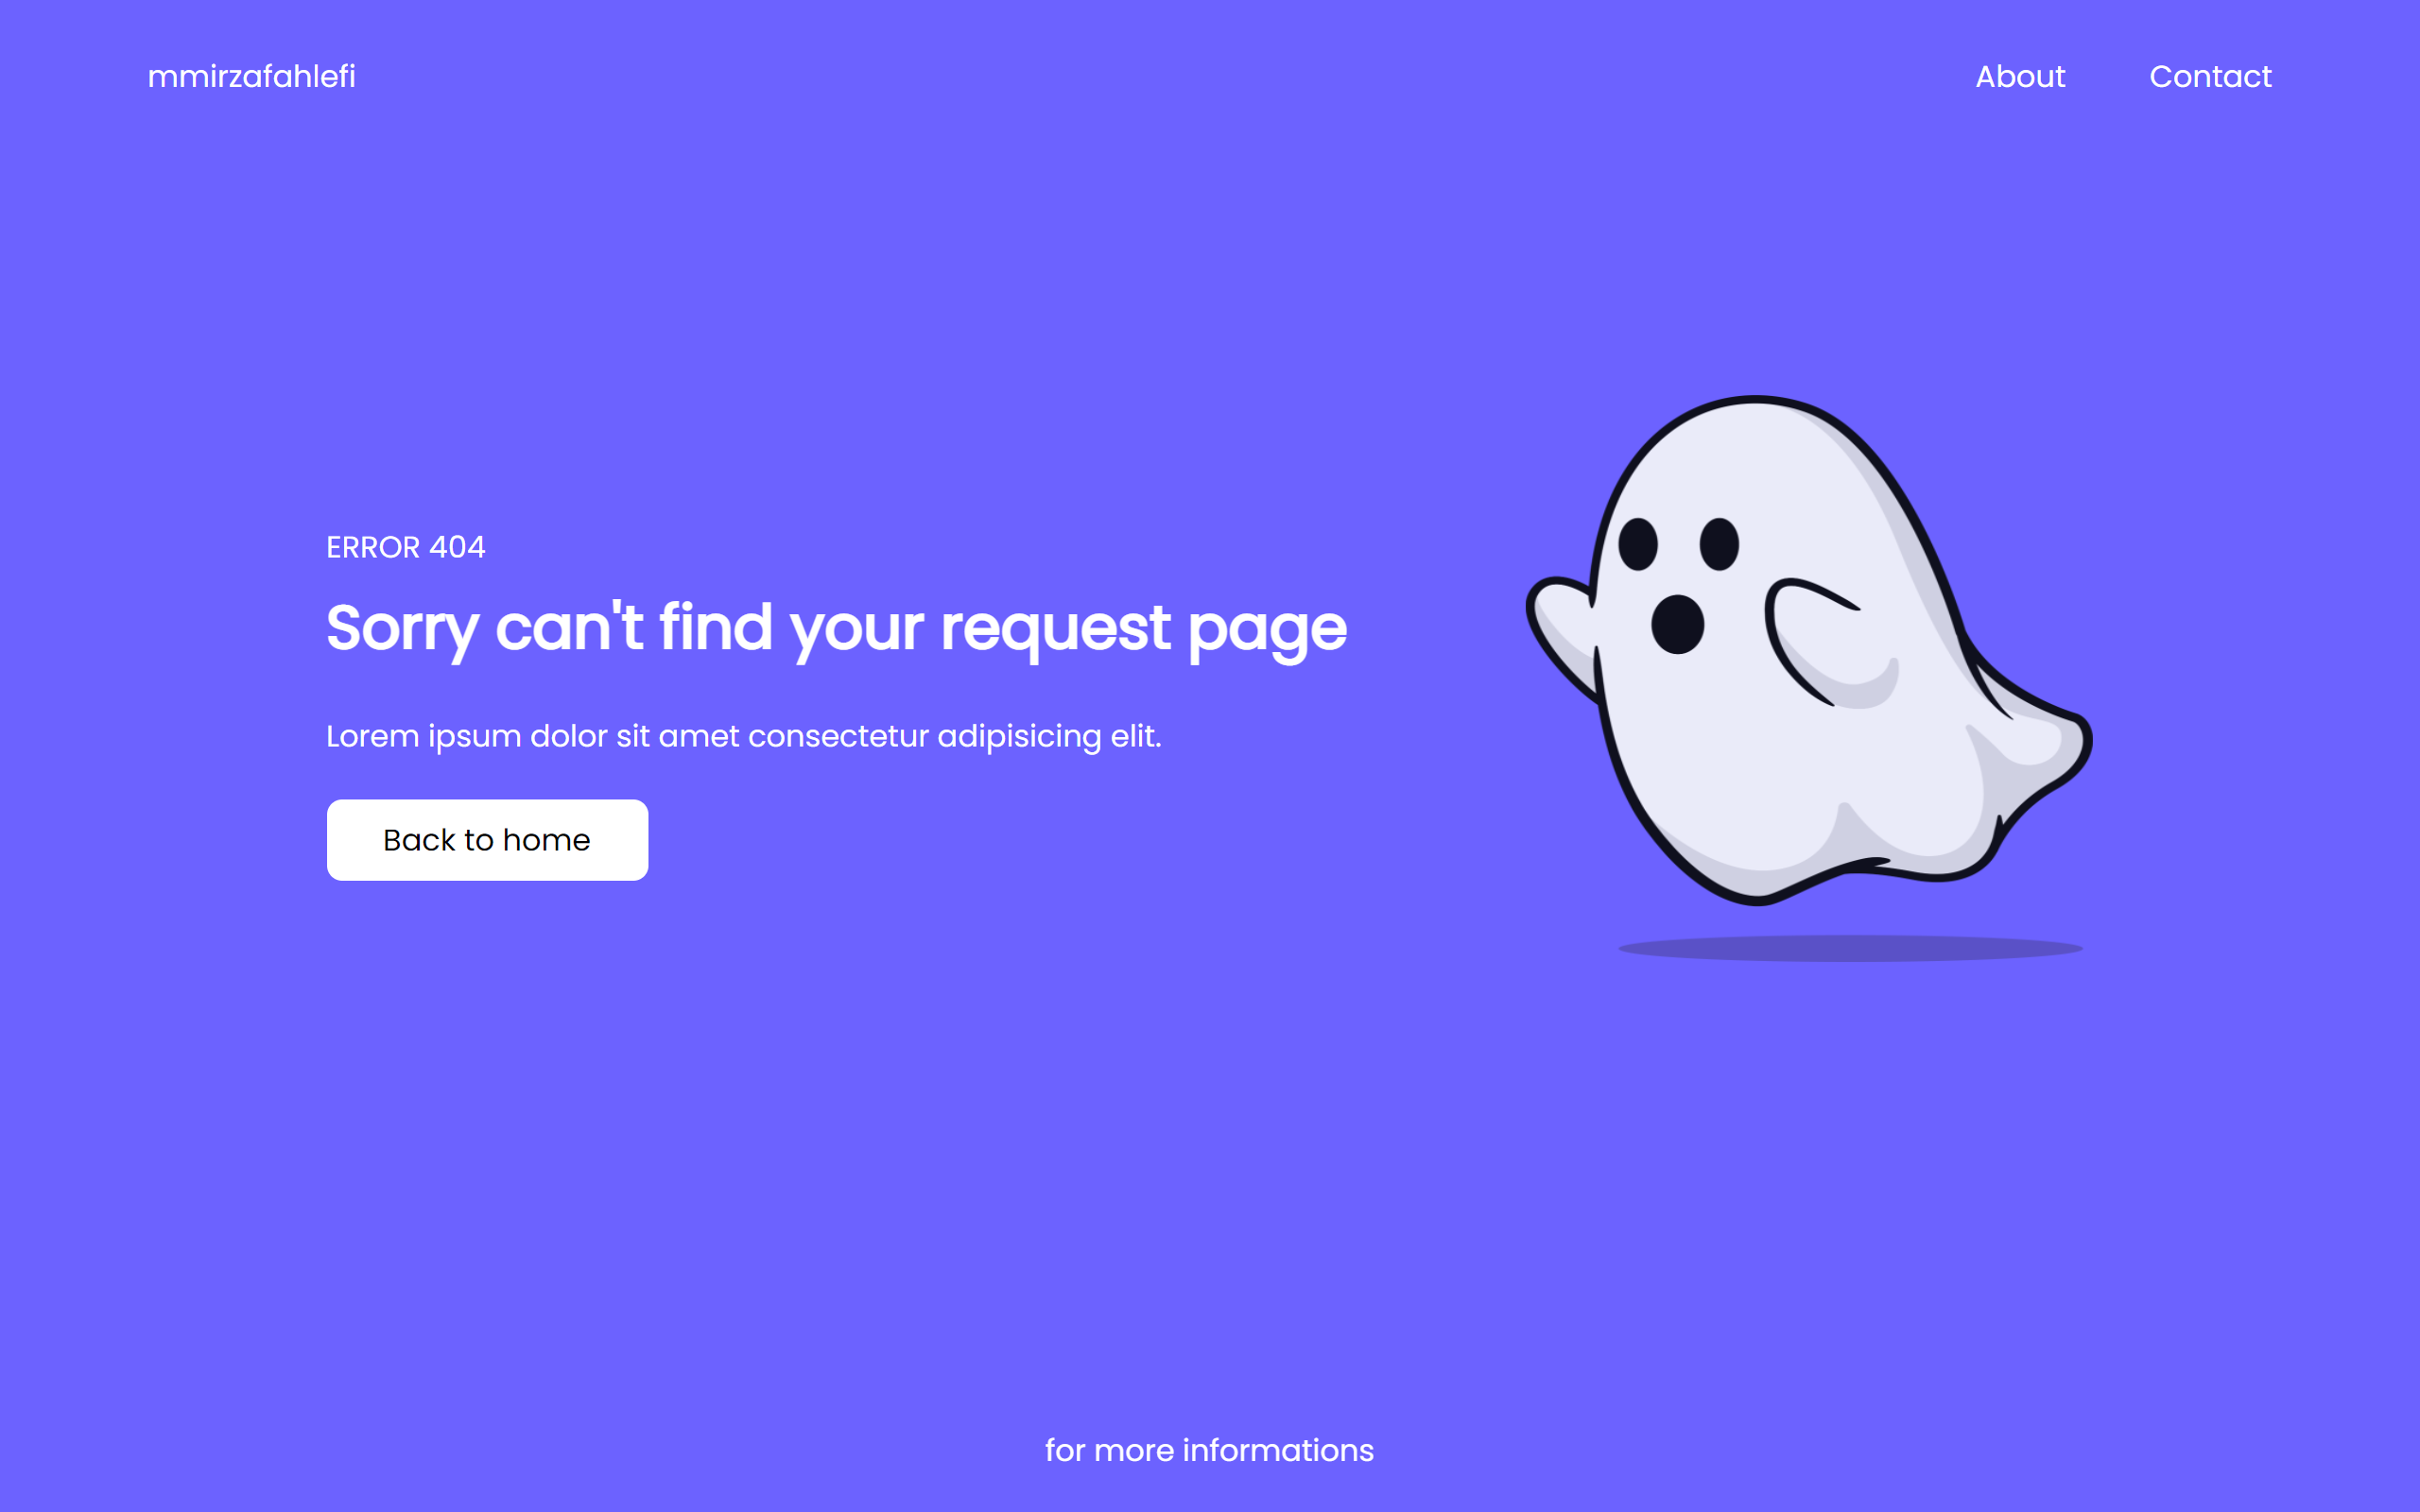 mmirzafahlefi
About
Contact
ERROR 404
Sorry can't find your request page
Lorem ipsum dolor sit amet consectetur adipisicing elit.
Back to home
for more informations